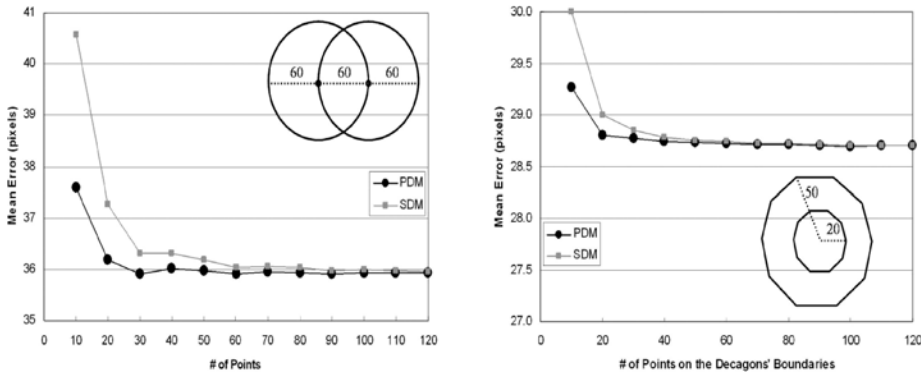 41
40
39
38
37
36
35
Mean Error (pixels)
0 10 20 30 40 50 60 70 80 90 100 110 120
# of Points
60 60 60
PDM
SDM
30.0
29.5
29.0
28.5
28.0
27.5
27.0
Mean Error (pixels)
0 20 40 60 80 100 120
# of Points on the Decagons' Boundaries
PDM
SDM
50
20